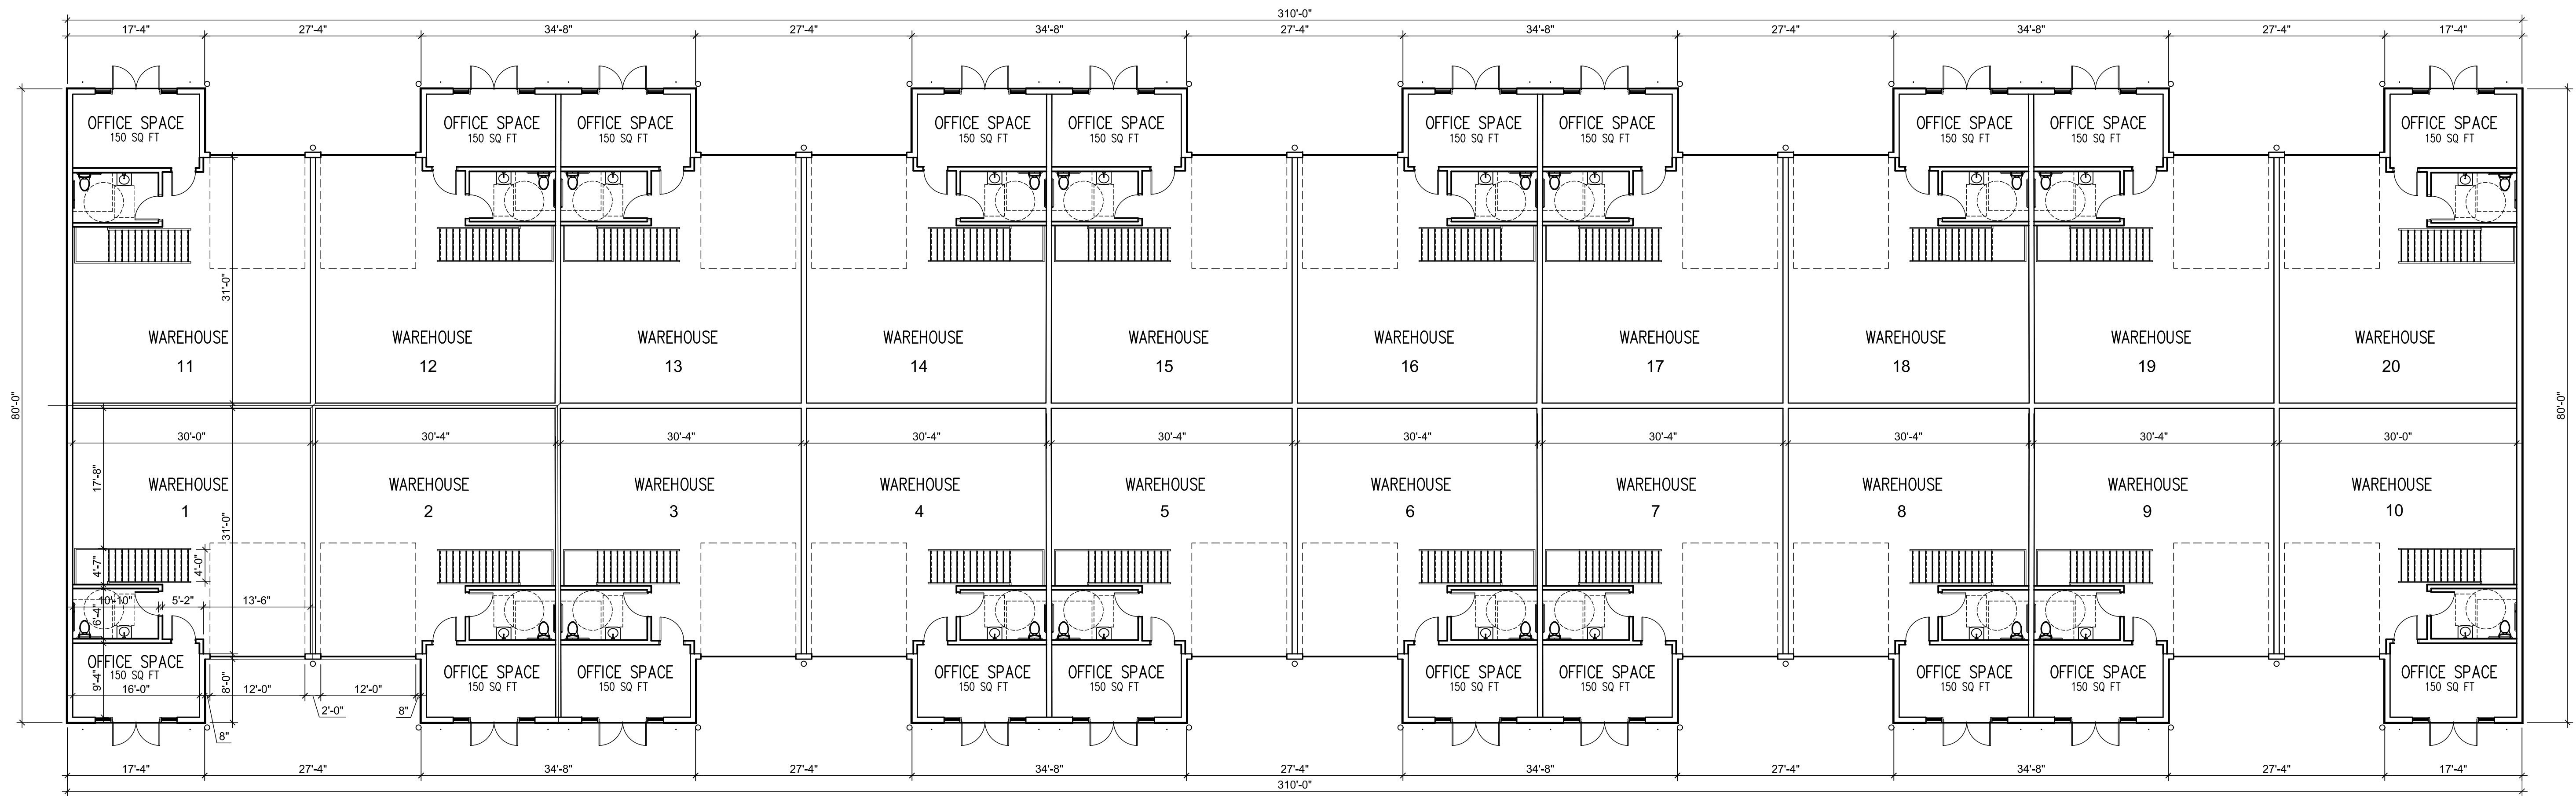 310'-0"
17'-4" 27'-4" 34'-8" 27'-4" 34'-8" 27'-4" 34'-8" 27'-4" 34'-8" 27'-4" 17'-4"
OFFICE SPACE OFFICE SPACE OFFICE SPACE OFFICE SPACE OFFICE SPACE OFFICE SPACE OFFICE SPACE OFFICE SPACE OFFICE SPACE OFFICE SPACE
150 SQ FT 150 SQ FT 150 SQ FT 150 SQ FT 150 SQ FT 150 SQ FT 150 SQ FT 150 SQ FT 150 SQ FT 150 SQ FT
31'-0"
WAREHOUSE WAREHOUSE WAREHOUSE WAREHOUSE WAREHOUSE WAREHOUSE WAREHOUSE WAREHOUSE WAREHOUSE WAREHOUSE
11 12 13 14 15 16 17 18 19 20
80'-0" 80'-0"
30'-0" 30'-4" 30'-4" 30'-4" 30'-4" 30'-4" 30'-4" 30'-4" 30'-4" 30'-0"
17'-8"
WAREHOUSE WAREHOUSE WAREHOUSE WAREHOUSE WAREHOUSE WAREHOUSE WAREHOUSE WAREHOUSE WAREHOUSE WAREHOUSE
1 2 3 4 5 6 7 8 9 10
31'-0"
4'-7" 4'-0"
10'-10" 5'-2" 13'-6"
6'-4"
OFFICE SPACE OFFICE SPACE OFFICE SPACE OFFICE SPACE OFFICE SPACE OFFICE SPACE OFFICE SPACE OFFICE SPACE OFFICE SPACE OFFICE SPACE
150 SQ FT 150 SQ FT 150 SQ FT 150 SQ FT 150 SQ FT 150 SQ FT 150 SQ FT 150 SQ FT 150 SQ FT 150 SQ FT
9'-4" 8'-0"
16'-0" 12'-0" 12'-0"
2'-0" 8"
8"
17'-4" 27'-4" 34'-8" 27'-4" 34'-8" 27'-4" 34'-8" 27'-4" 34'-8" 27'-4" 17'-4"
310'-0"